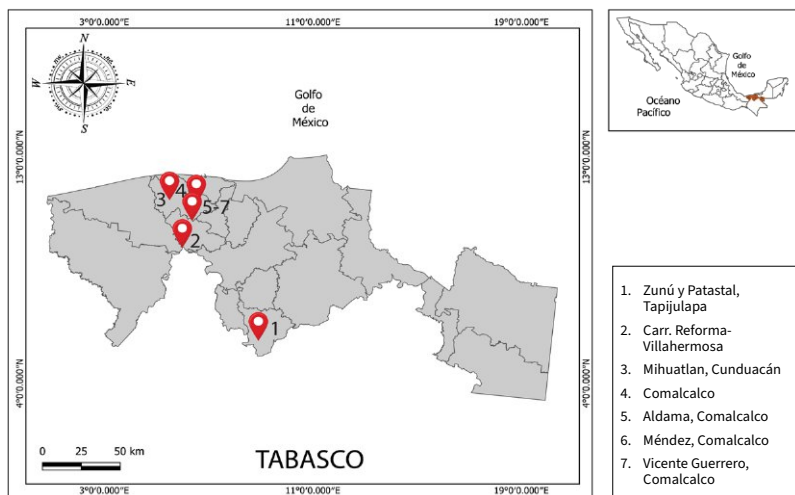 3°0'0.000"E 11°0'0.000"E 19°0'0.000"E
N
W E
S
Golfo
de
México
13°0'0.000"N 13°0'0.000"N
3 4
5-7
2
1
4°0'0.000"N 4°0'0.000"N
0 25 50 km
TABASCO
3°0'0.000"E 11°0'0.000"E 19°0'0.000"E
Golfo
de
México
Océano
Pacífico
1. Zunú y Patastal,
Tapijulapa
2. Carr. Reforma-
Villahermosa
3. Mihuatlan, Cunduacán
4. Comalcalco
5. Aldama, Comalcalco
6. Méndez, Comalcalco
7. Vicente Guerrero,
Comalcalco